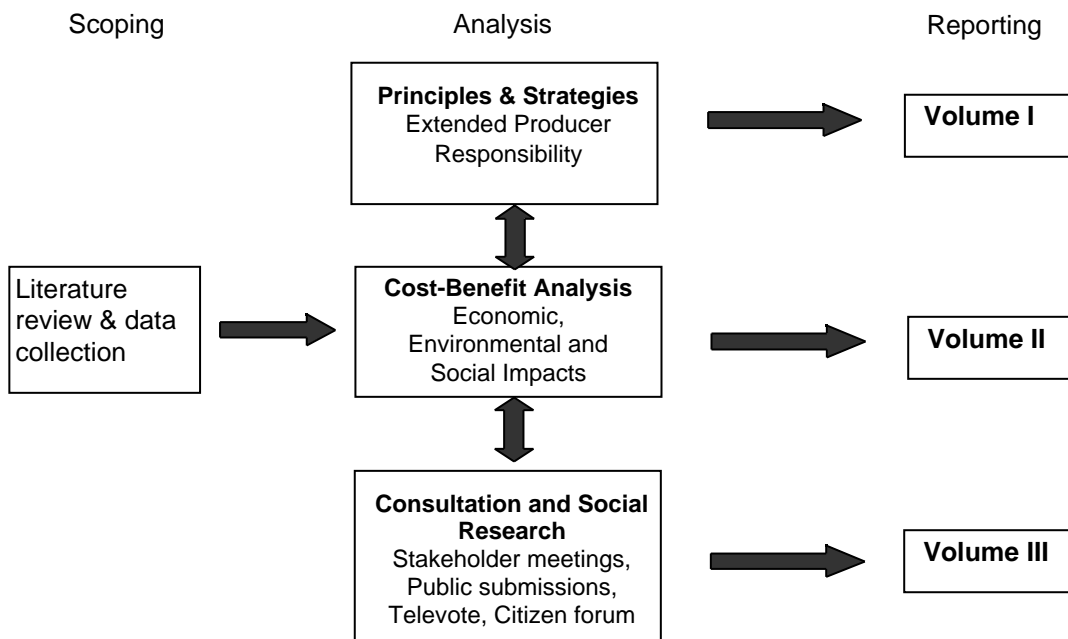 Scoping
Analysis
Reporting
Principles & Strategies
Extended Producer
Responsibility
Volume I
Literature
review & data
collection
Cost-Benefit Analysis
Economic,
Environmental and
Social Impacts
Volume II
Consultation and Social
Research
Stakeholder meetings,
Public submissions,
Televote, Citizen forum
Volume III